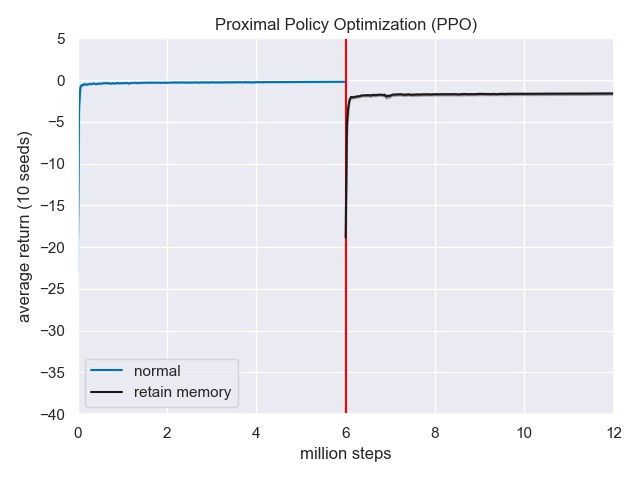 Proximal Policy Optimization (PPO)
average return (10 seeds)
5
0
−5
−10
−15
−20
−25
−30
−35
−40
normal
retain memory
0 2 4 6 8 10 12
million steps